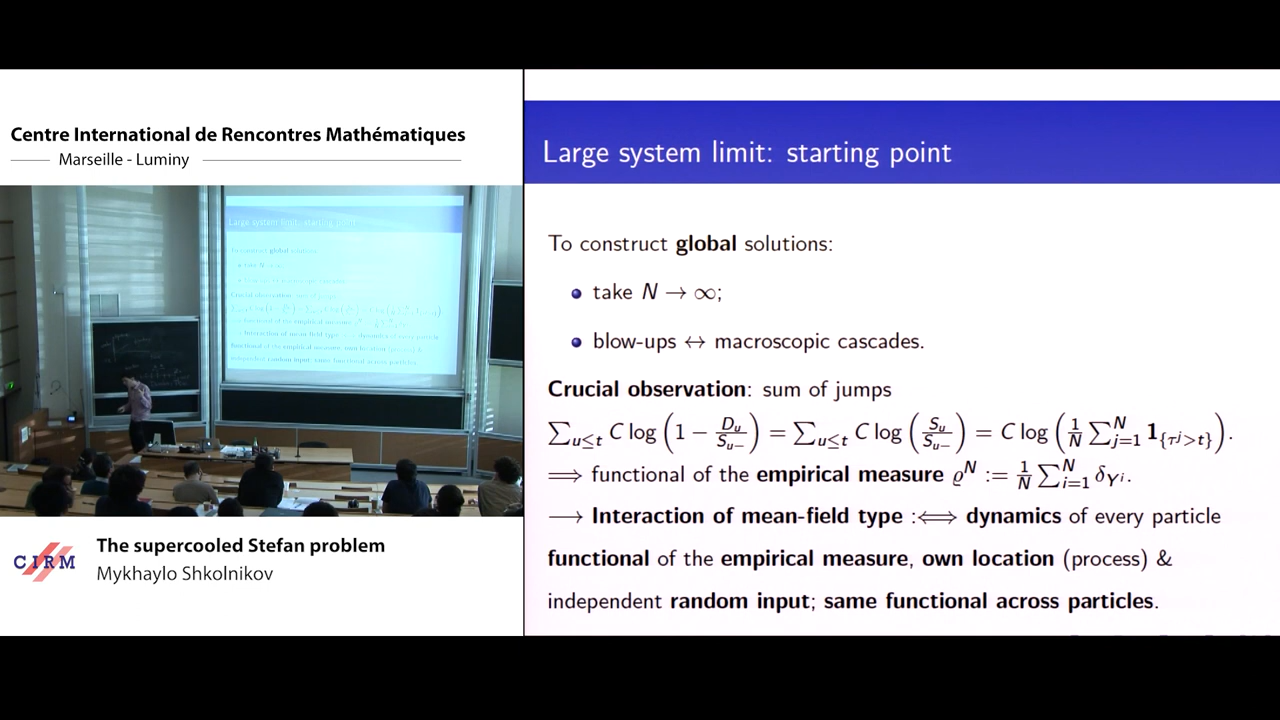 Centre International de Rencontres Mathématiques
Marseille - Luminy
Large system limit: starting point
To construct global solutions:
take N → ∞;
blow-ups ↔ macroscopic cascades.
Crucial observation: sum of jumps
∑_{u≤t} C log (1 − D_u/S_{u−}) = ∑_{u≤t} C log (S_u/S_{u−}) = C log (1/N ∑_{j=1}^N 𝟏_{τ^j>t}).
⟹ functional of the empirical measure ϱ^N := 1/N ∑_{i=1}^N δ_{Y^i}.
⟶ Interaction of mean-field type :⟺ dynamics of every particle
functional of the empirical measure, own location (process) &
independent random input; same functional across particles.
CIRM
The supercooled Stefan problem
Mykhaylo Shkolnikov